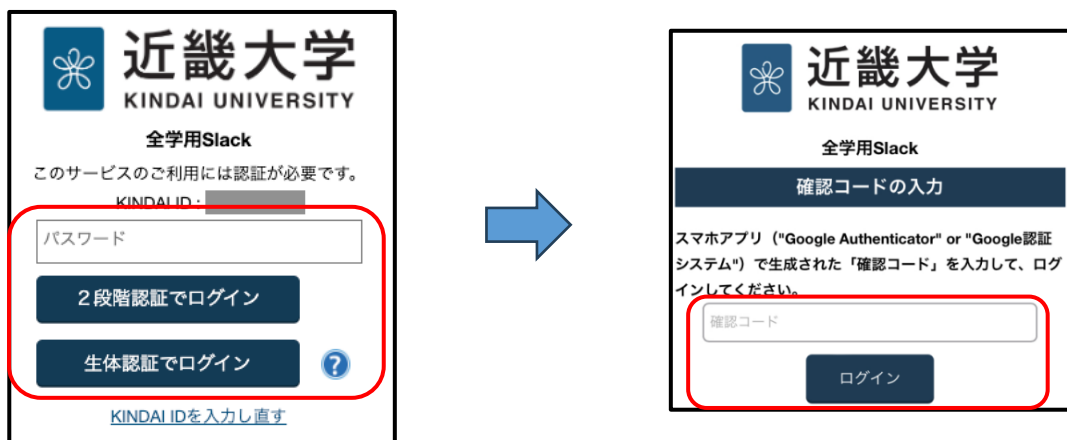 近畿大学
KINDAI UNIVERSITY
全学用Slack
このサービスのご利用には認証が必要です。
KINDAI ID :
パスワード
2段階認証でログイン
生体認証でログイン
?
KINDAI IDを入力し直す
近畿大学
KINDAI UNIVERSITY
全学用Slack
確認コードの入力
スマホアプリ（"Google Authenticator" or "Google認証
システム"）で生成された「確認コード」を入力して、ログ
インしてください。
確認コード
ログイン